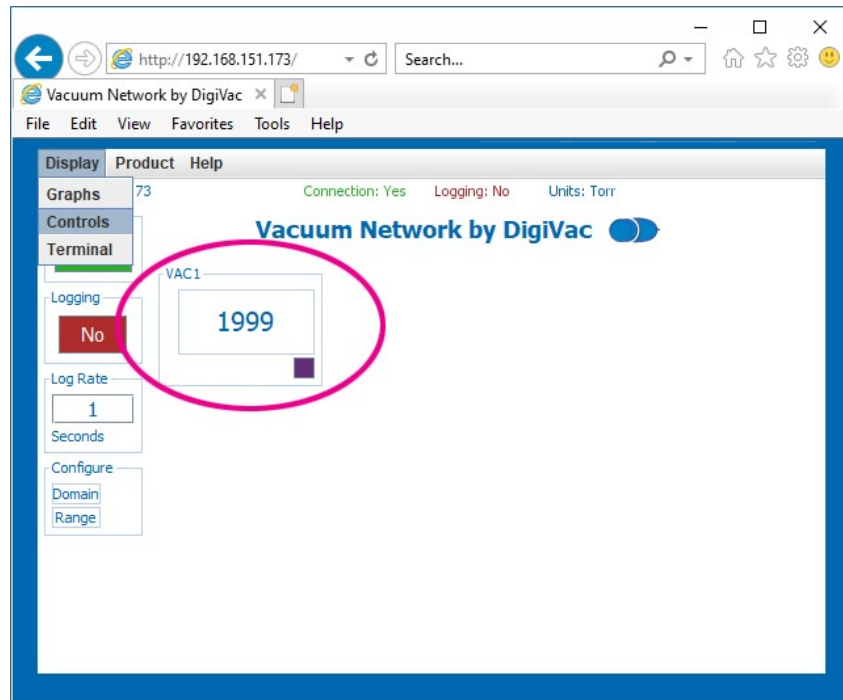 http://192.168.151.173/
Search...
Vacuum Network by DigiVac
File Edit View Favorites Tools Help
Display Product Help
Graphs
Controls
Terminal
73 Connection: Yes Logging: No Units: Torr
Vacuum Network by DigiVac
VAC1
1999
Logging
No
Log Rate
1
Seconds
Configure
Domain
Range